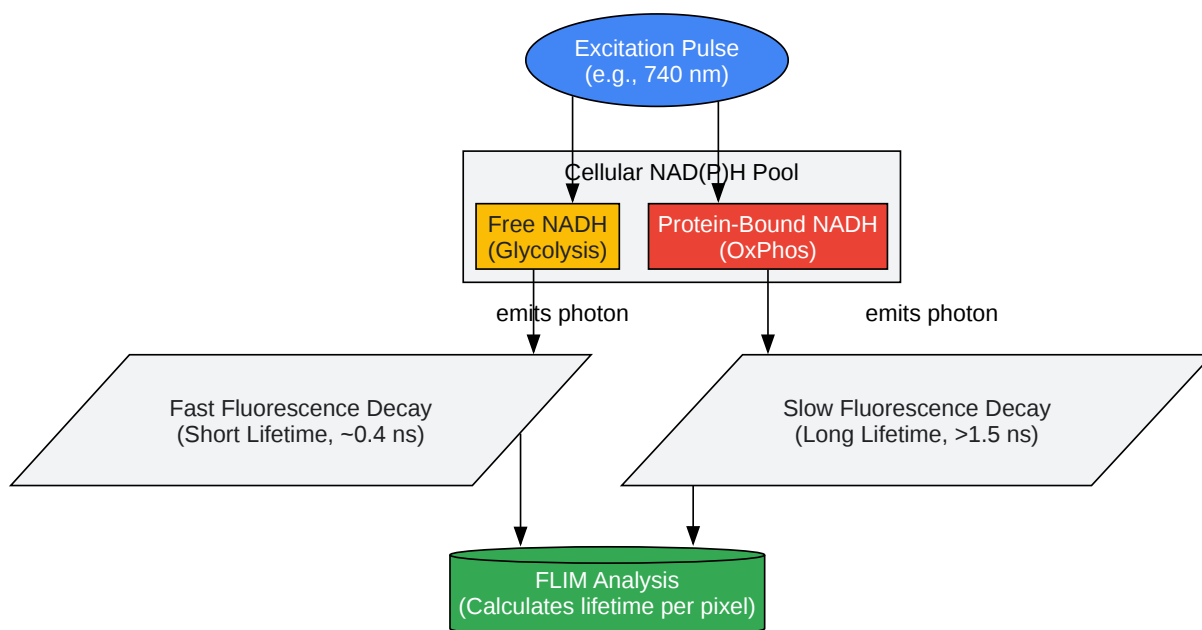 Excitation Pulse
(e.g., 740 nm)
Cellular NAD(P)H Pool
Free NADH
(Glycolysis)
Protein-Bound NADH
(OxPhos)
emits photon
emits photon
Fast Fluorescence Decay
(Short Lifetime, ~0.4 ns)
Slow Fluorescence Decay
(Long Lifetime, >1.5 ns)
FLIM Analysis
(Calculates lifetime per pixel)